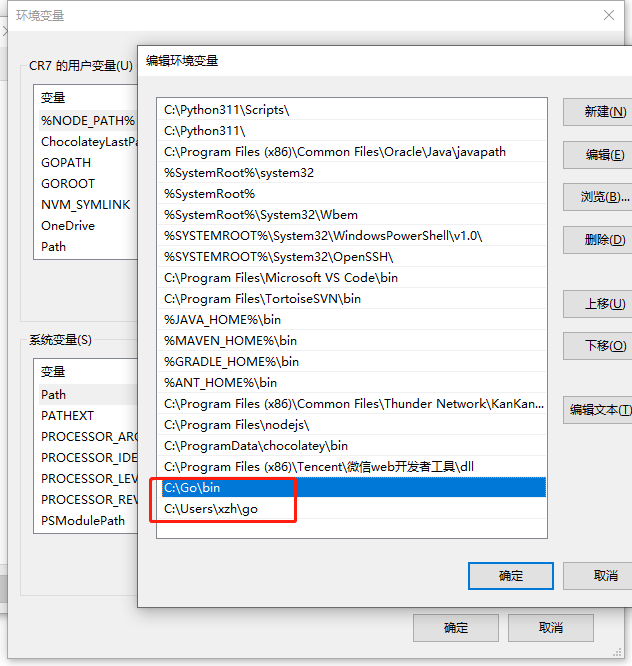 环境变量
CR7 的用户变量(U)
变量
%NODE_PATH%
ChocolateyLastPa
GOPATH
GOROOT
NVM_SYMLINK
OneDrive
Path
系统变量(S)
变量
Path
PATHEXT
PROCESSOR_ARC
PROCESSOR_IDE
PROCESSOR_LEV
PROCESSOR_REV
PSModulePath
确定
取消
编辑环境变量
C:\Python311\Scripts\
C:\Python311\
C:\Program Files (x86)\Common Files\Oracle\Java\javapath
%SystemRoot%\system32
%SystemRoot%
%SystemRoot%\System32\Wbem
%SYSTEMROOT%\System32\WindowsPowerShell\v1.0\
%SYSTEMROOT%\System32\OpenSSH\
C:\Program Files\Microsoft VS Code\bin
C:\Program Files\TortoiseSVN\bin
%JAVA_HOME%\bin
%MAVEN_HOME%\bin
%GRADLE_HOME%\bin
%ANT_HOME%\bin
C:\Program Files (x86)\Common Files\Thunder Network\KanKan...
C:\Program Files\nodejs\
C:\ProgramData\chocolatey\bin
C:\Program Files (x86)\Tencent\微信web开发者工具\dll
C:\Go\bin
C:\Users\xzh\go
新建(N)
编辑(E)
浏览(B)...
删除(D)
上移(U)
下移(O)
编辑文本(T)
确定
取消